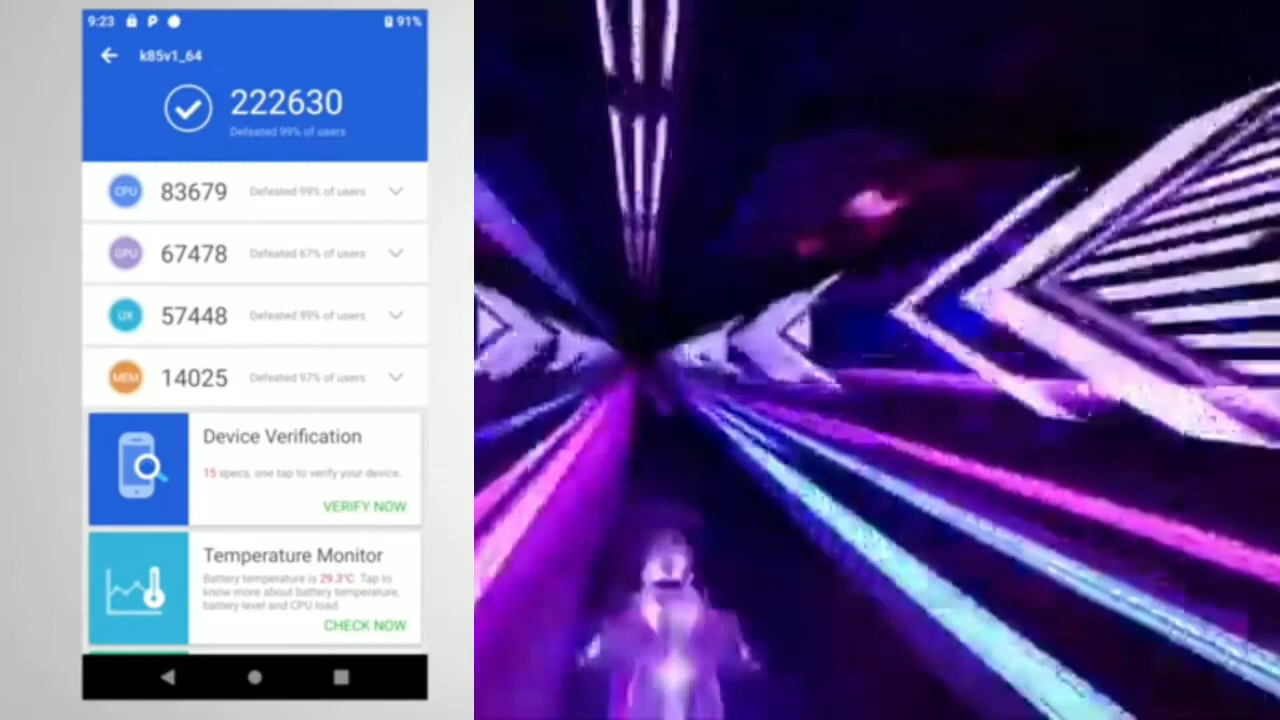 9:23 P 91%
k85v1_64
222630
Defeated 99% of users
CPU 83679 Defeated 99% of users
GPU 67478 Defeated 67% of users
UX 57448 Defeated 99% of users
MEM 14025 Defeated 97% of users
Device Verification
15 specs, one tap to verify your device.
VERIFY NOW
Temperature Monitor
Battery temperature is 29.3°C. Tap to
know more about battery temperature,
battery level and CPU load.
CHECK NOW